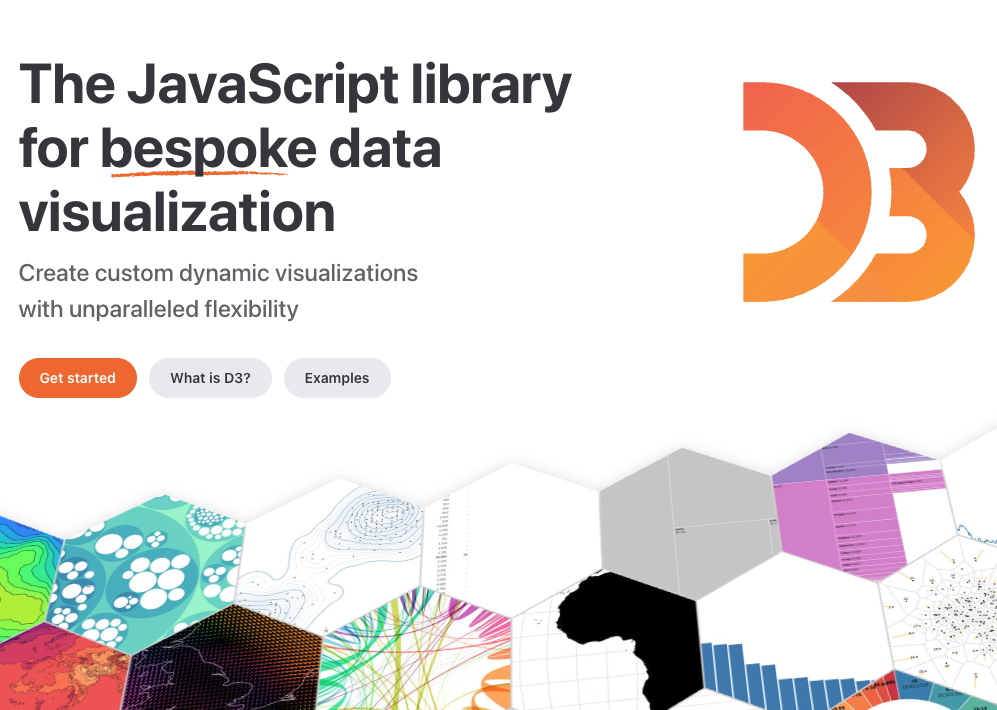 The JavaScript library
for bespoke data
visualization
D3
Create custom dynamic visualizations
with unparalleled flexibility
Get started
What is D3?
Examples